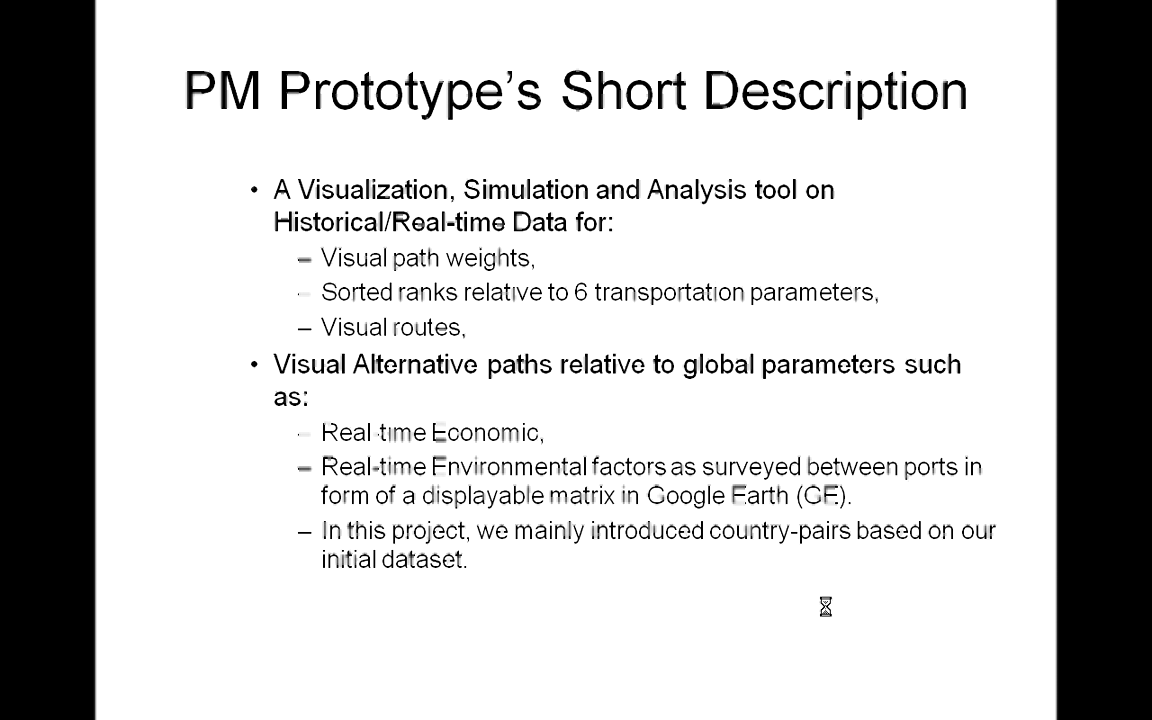 PM Prototype’s Short Description
• A Visualization, Simulation and Analysis tool on
Historical/Real-time Data for:
– Visual path weights,
– Sorted ranks relative to 6 transportation parameters,
– Visual routes,
• Visual Alternative paths relative to global parameters such
as:
– Real-time Economic,
– Real-time Environmental factors as surveyed between ports in
form of a displayable matrix in Google Earth (GE).
– In this project, we mainly introduced country-pairs based on our
initial dataset.